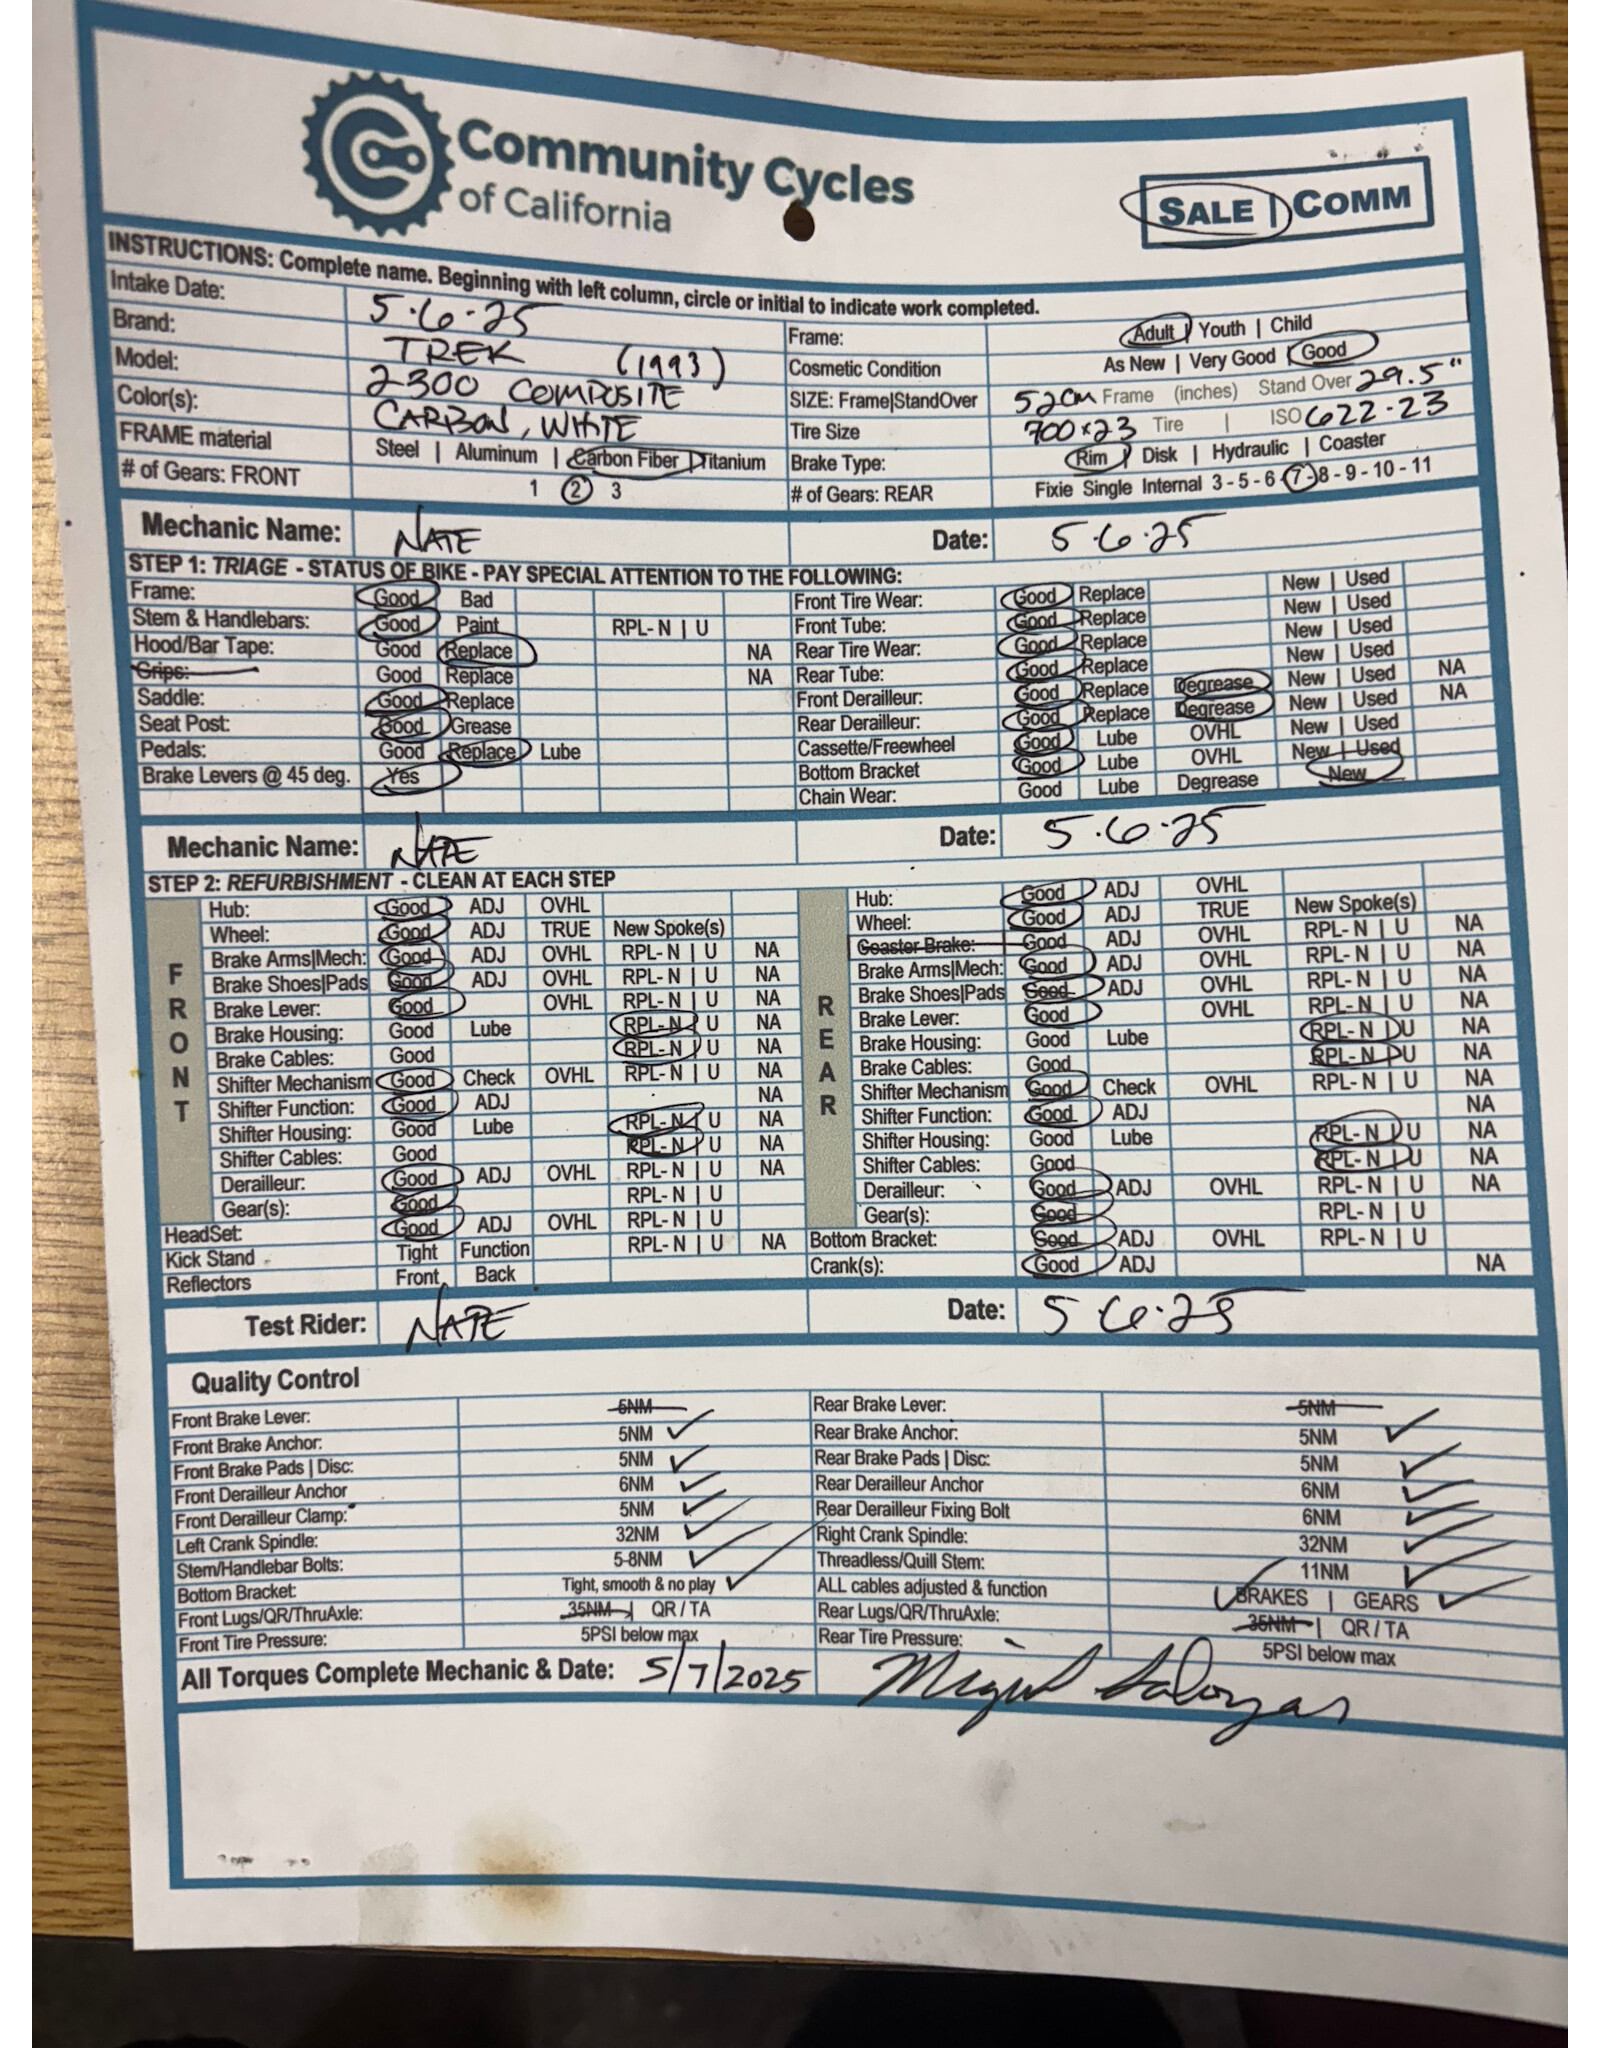 Community Cycles
of California
SALE | COMM
INSTRUCTIONS: Complete name. Beginning with left column, circle or initial to indicate work completed.
Intake Date: 5·6·25
Brand: TREK (1993) Frame: Adult | Youth | Child
Model: 2300 COMPOSITE Cosmetic Condition As New | Very Good | Good
Color(s): CARBON, WHITE SIZE: Frame|StandOver 52cm Frame (inches) Stand Over 29.5"
Tire Size 700x23 Tire | ISO 622-23
FRAME material Steel | Aluminum | Carbon Fiber | Titanium Brake Type: Rim | Disk | Hydraulic | Coaster
# of Gears: FRONT 1 2 3 # of Gears: REAR Fixie Single Internal 3 - 5 - 6 - 7 - 8 - 9 - 10 - 11
Mechanic Name: NATE Date: 5·6·25
STEP 1: TRIAGE - STATUS OF BIKE - PAY SPECIAL ATTENTION TO THE FOLLOWING:
Frame: Good Bad Front Tire Wear: Good Replace New | Used
Stem & Handlebars: Good Paint RPL- N | U Front Tube: Good Replace New | Used
Hood/Bar Tape: Good Replace NA Rear Tire Wear: Good Replace New | Used
Grips: Good Replace NA Rear Tube: Good Replace New | Used
Saddle: Good Replace Front Derailleur: Good Replace Degrease New | Used NA
Seat Post: Good Grease Rear Derailleur: Good Replace Degrease New | Used NA
Pedals: Good Replace Lube Cassette/Freewheel Good Lube OVHL New | Used
Brake Levers @ 45 deg. Yes Bottom Bracket Good Lube OVHL New | Used
Chain Wear: Good Lube Degrease New
Mechanic Name: NATE Date: 5·6·25
STEP 2: REFURBISHMENT - CLEAN AT EACH STEP
FRONT
Hub: Good ADJ OVHL
Wheel: Good ADJ TRUE New Spoke(s)
Brake Arms|Mech: Good ADJ OVHL RPL- N | U NA
Brake Shoes|Pads Good ADJ OVHL RPL- N | U NA
Brake Lever: Good OVHL RPL- N | U NA
Brake Housing: Good Lube RPL- N | U NA
Brake Cables: Good RPL- N | U NA
Shifter Mechanism Good Check OVHL RPL- N | U NA
Shifter Function: Good ADJ NA
Shifter Housing: Good Lube RPL- N | U NA
Shifter Cables: Good RPL- N | U NA
Derailleur: Good ADJ OVHL RPL- N | U NA
Gear(s): Good RPL- N | U
HeadSet: Good ADJ OVHL RPL- N | U
Kick Stand Tight Function RPL- N | U NA
Reflectors Front Back
REAR
Hub: Good ADJ OVHL
Wheel: Good ADJ TRUE New Spoke(s)
Coaster Brake: Good ADJ OVHL RPL- N | U NA
Brake Arms|Mech: Good ADJ OVHL RPL- N | U NA
Brake Shoes|Pads Good ADJ OVHL RPL- N | U NA
Brake Lever: Good OVHL RPL- N | U NA
Brake Housing: Good Lube RPL- N | U NA
Brake Cables: Good RPL- N | U NA
Shifter Mechanism Good Check OVHL RPL- N | U NA
Shifter Function: Good ADJ NA
Shifter Housing: Good Lube RPL- N | U NA
Shifter Cables: Good RPL- N | U NA
Derailleur: Good ADJ OVHL RPL- N | U NA
Gear(s): Good RPL- N | U
Bottom Bracket: Good ADJ OVHL RPL- N | U
Crank(s): Good ADJ NA
Test Rider: NATE Date: 5·6·25
Quality Control
Front Brake Lever: 5NM Rear Brake Lever: 5NM
Front Brake Anchor: 5NM ✓ Rear Brake Anchor: 5NM ✓
Front Brake Pads | Disc: 5NM ✓ Rear Brake Pads | Disc: 5NM ✓
Front Derailleur Anchor 6NM ✓ Rear Derailleur Anchor 6NM ✓
Front Derailleur Clamp: 5NM ✓ Rear Derailleur Fixing Bolt 6NM ✓
Left Crank Spindle: 32NM ✓ Right Crank Spindle: 32NM ✓
Stem/Handlebar Bolts: 5-8NM ✓ Threadless/Quill Stem: 11NM ✓
Bottom Bracket: Tight, smooth & no play ✓ ALL cables adjusted & function ✓ BRAKES | GEARS ✓
Front Lugs/QR/ThruAxle: 35NM | QR / TA Rear Lugs/QR/ThruAxle: 35NM | QR / TA
Front Tire Pressure: 5PSI below max Rear Tire Pressure: 5PSI below max
All Torques Complete Mechanic & Date: 5/7/2025